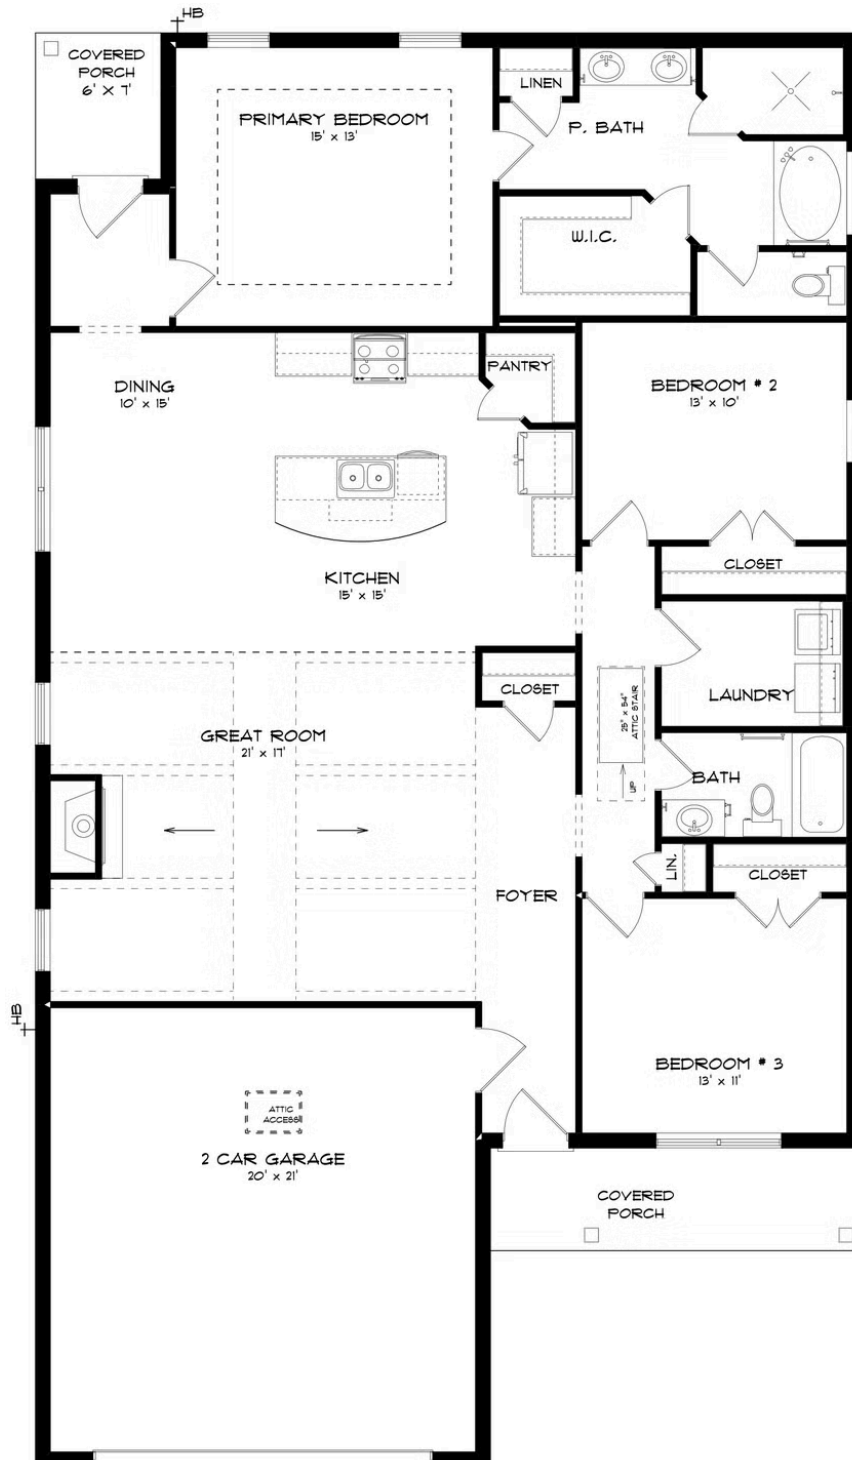 HB
COVERED
PORCH
6' X 7'
PRIMARY BEDROOM
15' x 13'
LINEN
P. BATH
W.I.C.
DINING
10' x 15'
PANTRY
BEDROOM # 2
13' x 10'
KITCHEN
15' x 15'
CLOSET
CLOSET
LAUNDRY
25" x 54"
ATTIC STAIR
UP
GREAT ROOM
21' x 17'
BATH
LIN.
CLOSET
FOYER
HB
BEDROOM # 3
13' x 11'
ATTIC
ACCESS
2 CAR GARAGE
20' x 21'
COVERED
PORCH